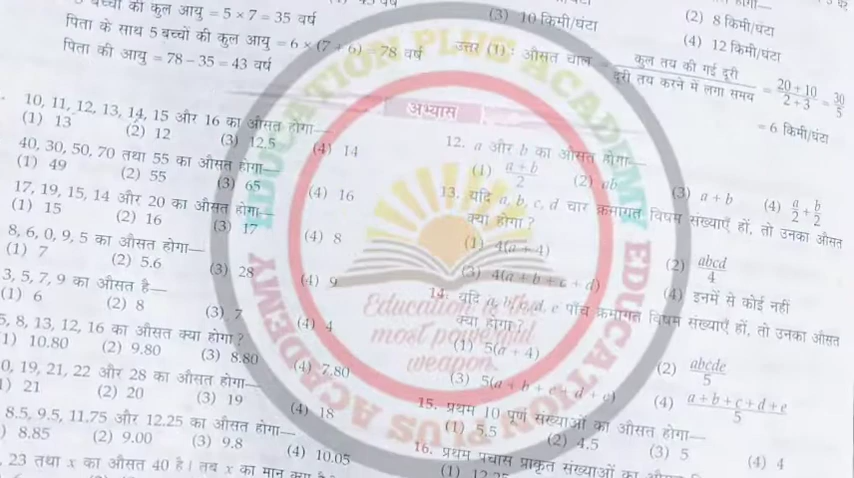 बच्चों की कुल आयु = 5 × 7 = 35 वर्ष
पिता के साथ 5 बच्चों की कुल आयु = 6 × (7 + 6) = 78 वर्ष
पिता की आयु = 78 – 35 = 43 वर्ष
(3) 10 किमी/घंटा
(2) 8 किमी/घंटा
(4) 12 किमी/घंटा
उत्तर (1) : औसत चाल = कुल तय की गई दूरी / दूरी तय करने में लगा समय = 20 + 10 / 2 + 3 = 30 / 5
= 6 किमी/घंटा
अभ्यास
10, 11, 12, 13, 14, 15 और 16 का औसत होगा—
(1) 13 (2) 12 (3) 12.5 (4) 14
40, 30, 50, 70 तथा 55 का औसत होगा—
(1) 49 (2) 55 (3) 65 (4) 16
17, 19, 15, 14 और 20 का औसत होगा—
(1) 15 (2) 16 (3) 17 (4) 8
8, 6, 0, 9, 5 का औसत होगा—
(1) 7 (2) 5.6 (3) 28 (4) 9
3, 5, 7, 9 का औसत है—
(1) 6 (2) 8 (3) 7 (4) 4
5, 8, 13, 12, 16 का औसत क्या होगा ?
1) 10.80 (2) 9.80 (3) 8.80 (4) 7.80
0, 19, 21, 22 और 28 का औसत होगा—
) 21 (2) 20 (3) 19 (4) 18
8.5, 9.5, 11.75 और 12.25 का औसत होगा—
) 8.85 (2) 9.00 (3) 9.8 (4) 10.05
, 23 तथा x का औसत 40 है। तब x का मान क्या
12. a और b का औसत होगा—
(1) a + b / 2 (2) ab (3) a + b (4) a/2 + b/2
13. यदि a, b, c, d चार क्रमागत विषम संख्याएँ हों, तो उनका औसत
क्या होगा ?
(1) 4(a + 4) (2) abcd / 4
(3) 4(a + b + c + d) (4) इनमें से कोई नहीं
14. यदि a, b, c, d, e पाँच क्रमागत विषम संख्याएँ हों, तो उनका औसत
क्या होगा ?
(1) 5(a + 4) (2) abcde / 5
(3) 5(a + b + c + d + e) (4) a + b + c + d + e / 5
15. प्रथम 10 पूर्ण संख्याओं का औसत होगा—
(1) 5.5 (2) 4.5 (3) 5 (4) 4
16. प्रथम पचास प्राकृत संख्याओं का
(1) 12.25
EDUCATION PLUS ACADEMY
EDUCATION PLUS ACADEMY
Education is the
most powerful
weapon.